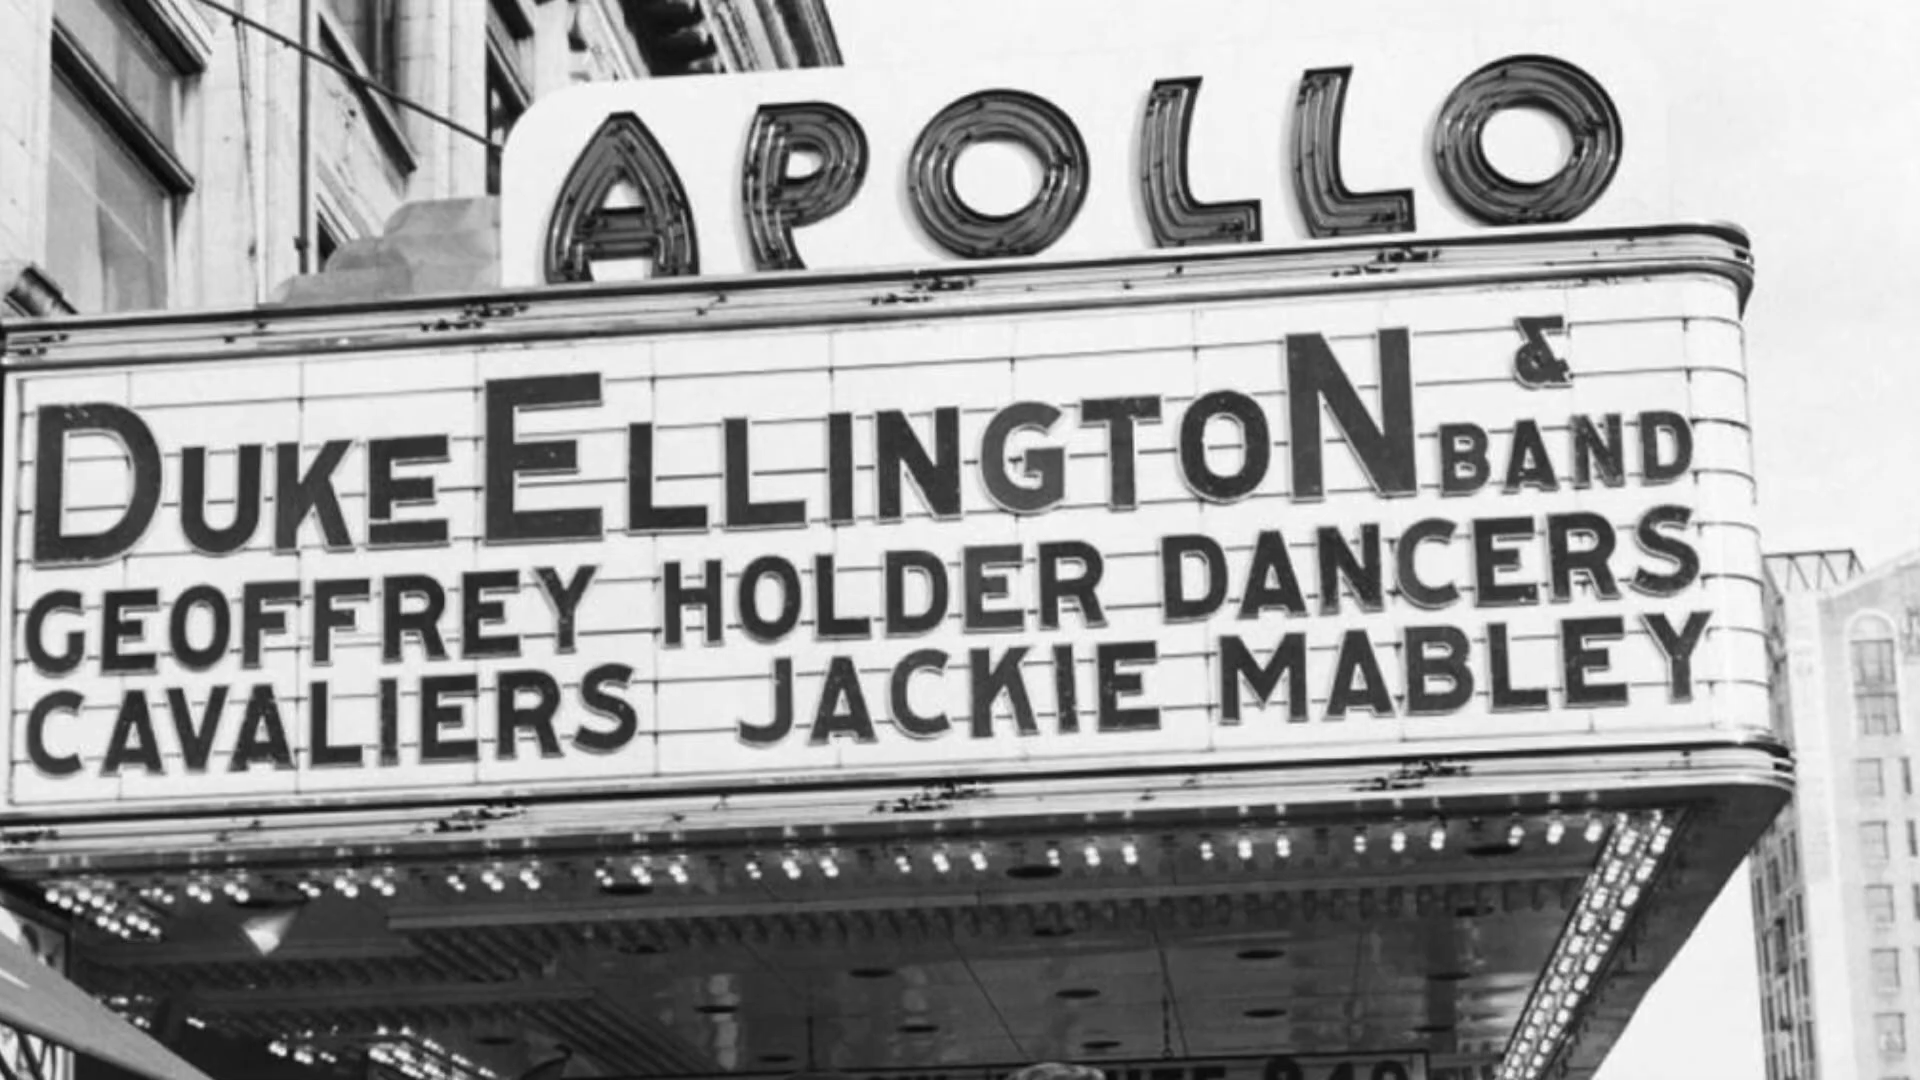 APOLLO
DUKE ELLINGTON & BAND
GEOFFREY HOLDER DANCERS
CAVALIERS JACKIE MABLEY